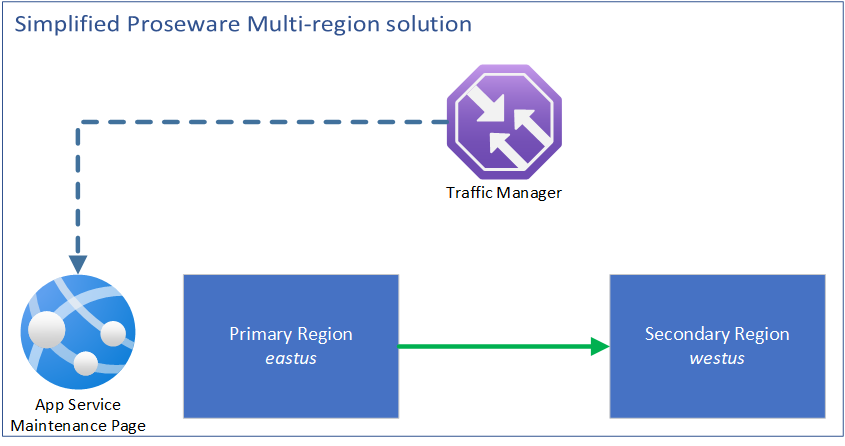 Simplified Proseware Multi-region solution
Traffic Manager
Primary Region
eastus
Secondary Region
westus
App Service
Maintenance Page